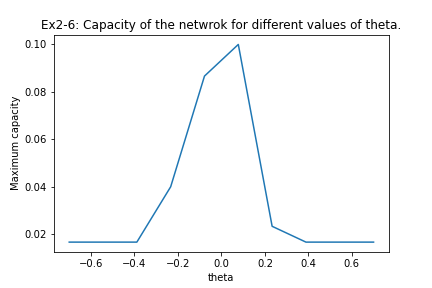 Ex2-6: Capacity of the netwrok for different values of theta.
0.10
0.08
0.06
0.04
0.02
Maximum capacity
−0.6 −0.4 −0.2 0.0 0.2 0.4 0.6
theta